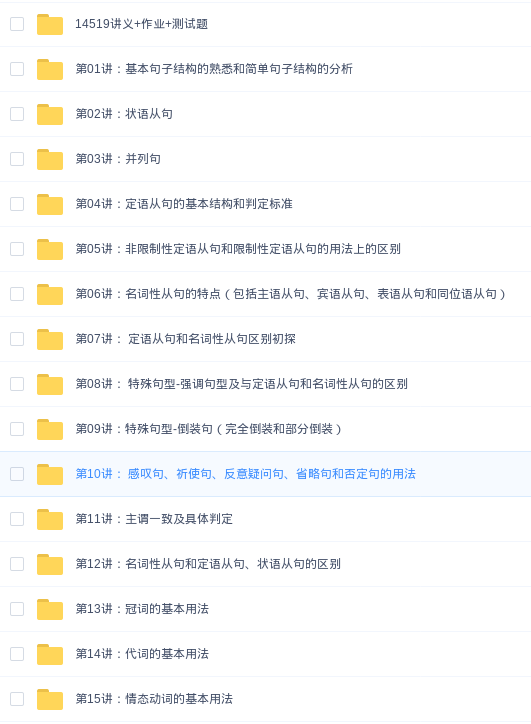 14519讲义+作业+测试题
第01讲：基本句子结构的熟悉和简单句子结构的分析
第02讲：状语从句
第03讲：并列句
第04讲：定语从句的基本结构和判定标准
第05讲：非限制性定语从句和限制性定语从句的用法上的区别
第06讲：名词性从句的特点（包括主语从句、宾语从句、表语从句和同位语从句）
第07讲： 定语从句和名词性从句区别初探
第08讲： 特殊句型-强调句型及与定语从句和名词性从句的区别
第09讲：特殊句型-倒装句（完全倒装和部分倒装）
第10讲： 感叹句、祈使句、反意疑问句、省略句和否定句的用法
第11讲：主谓一致及具体判定
第12讲：名词性从句和定语从句、状语从句的区别
第13讲：冠词的基本用法
第14讲：代词的基本用法
第15讲：情态动词的基本用法